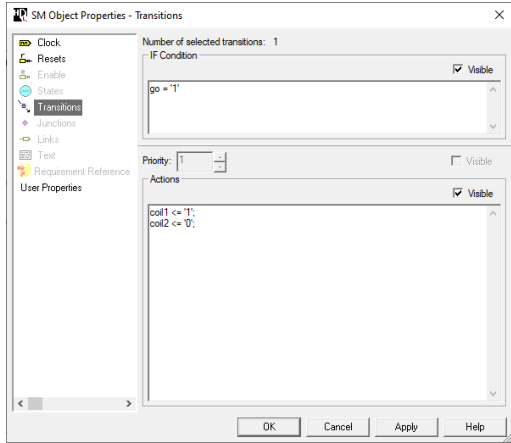 SM Object Properties - Transitions
Clock
Resets
Enable
States
Transitions
Junctions
Links
Text
Requirement Reference
User Properties
Number of selected transitions: 1
IF Condition
Visible
go = '1'
Priority: 1
Visible
Actions
Visible
coil1 <= '1';
coil2 <= '0';
OK Cancel Apply Help